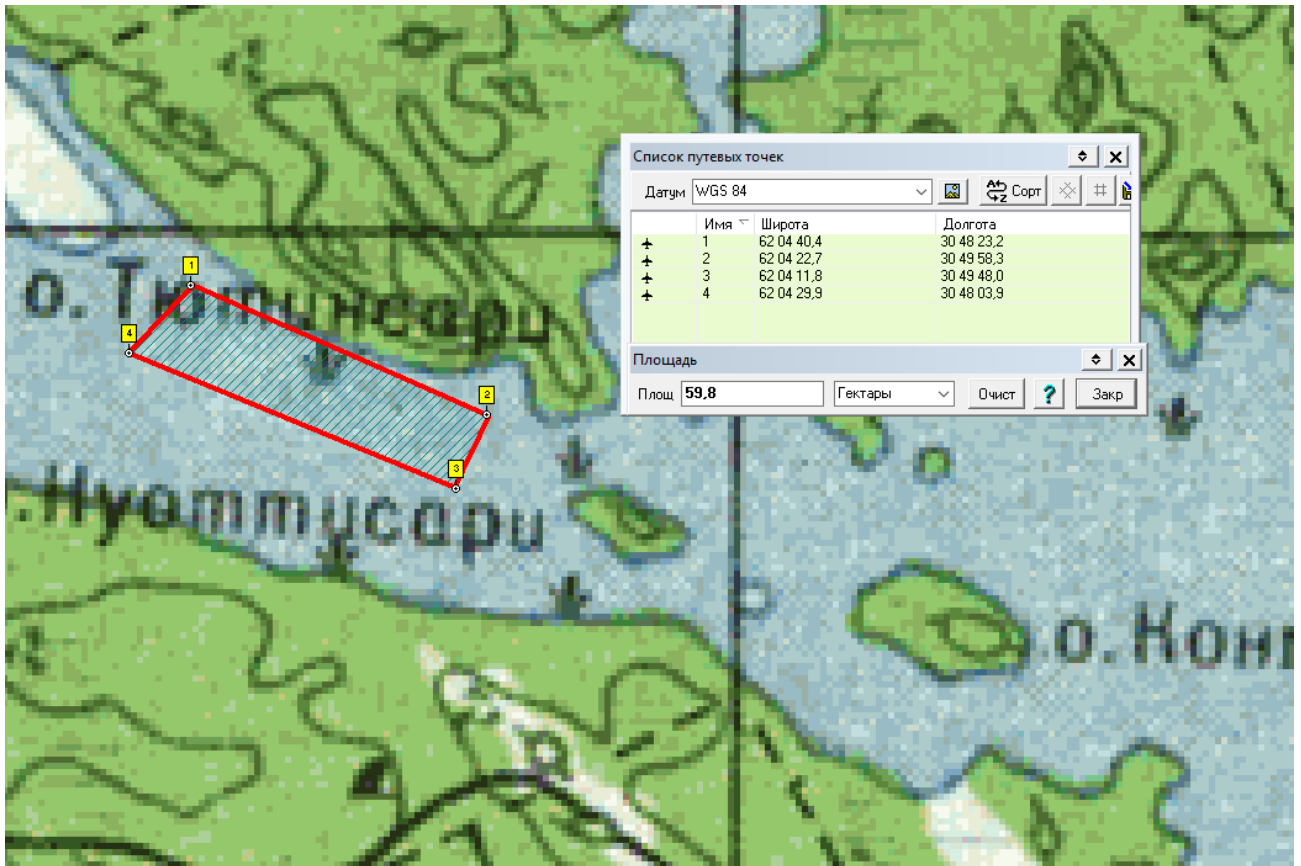 Список путевых точек
Датум WGS 84 Сорт
Имя Широта Долгота
1 62 04 40,4 30 48 23,2
2 62 04 22,7 30 49 58,3
3 62 04 11,8 30 49 48,0
4 62 04 29,9 30 48 03,9
Площадь
Площ 59,8 Гектары Очист ? Закр
1
о. Тютинсари
4
2
3
.Нуоттисари
о. Кон